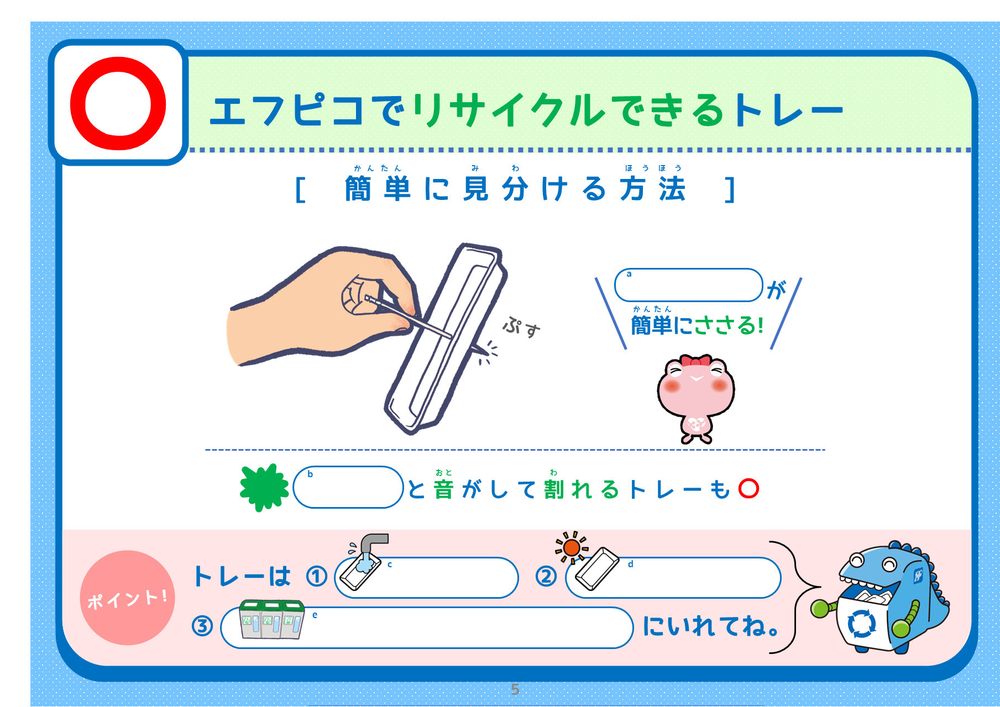 エフピコでリサイクルできるトレー
かんたん み わ ほうほう
[ 簡単に見分ける方法 ]
a
が
かんたん
簡単にささる!
ぷす
おと わ
b と音がして割れるトレーも〇
ポイント!
トレーは ① c ② d
③ e にいれてね。
5